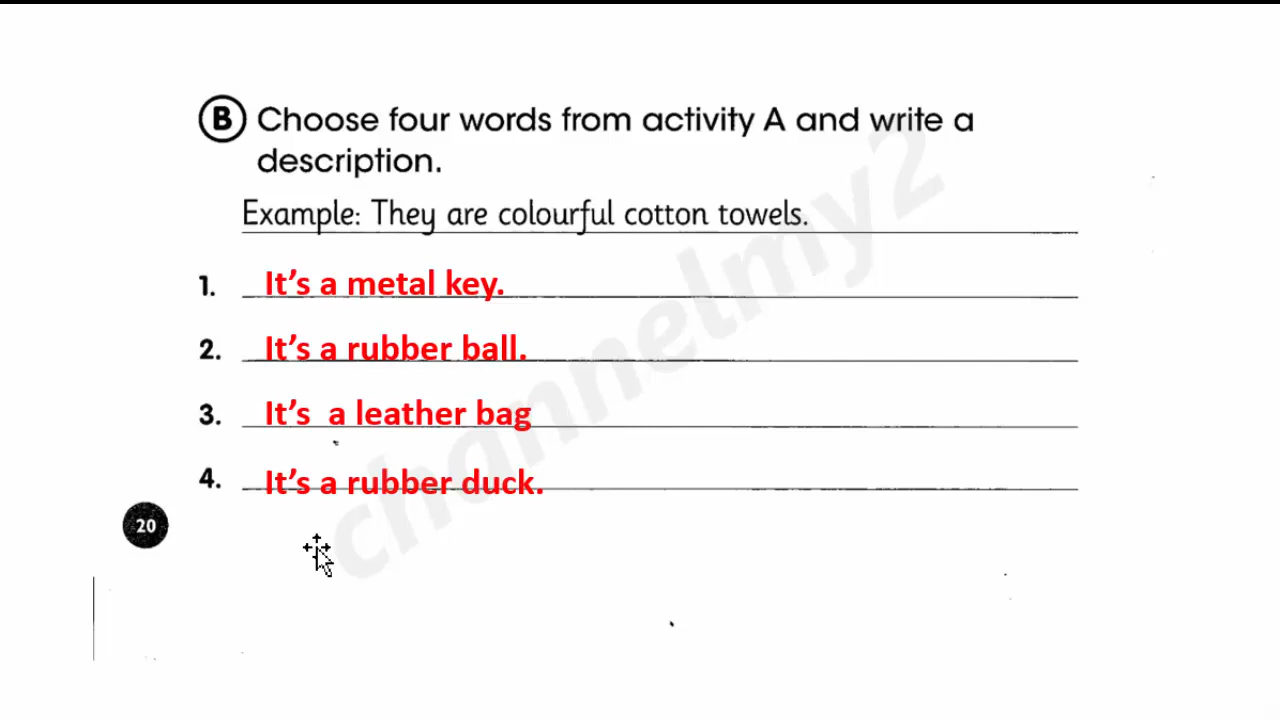 B Choose four words from activity A and write a
description.
Example: They are colourful cotton towels.
1. It's a metal key.
2. It's a rubber ball.
3. It's a leather bag
4. It's a rubber duck.
20
channelmy2